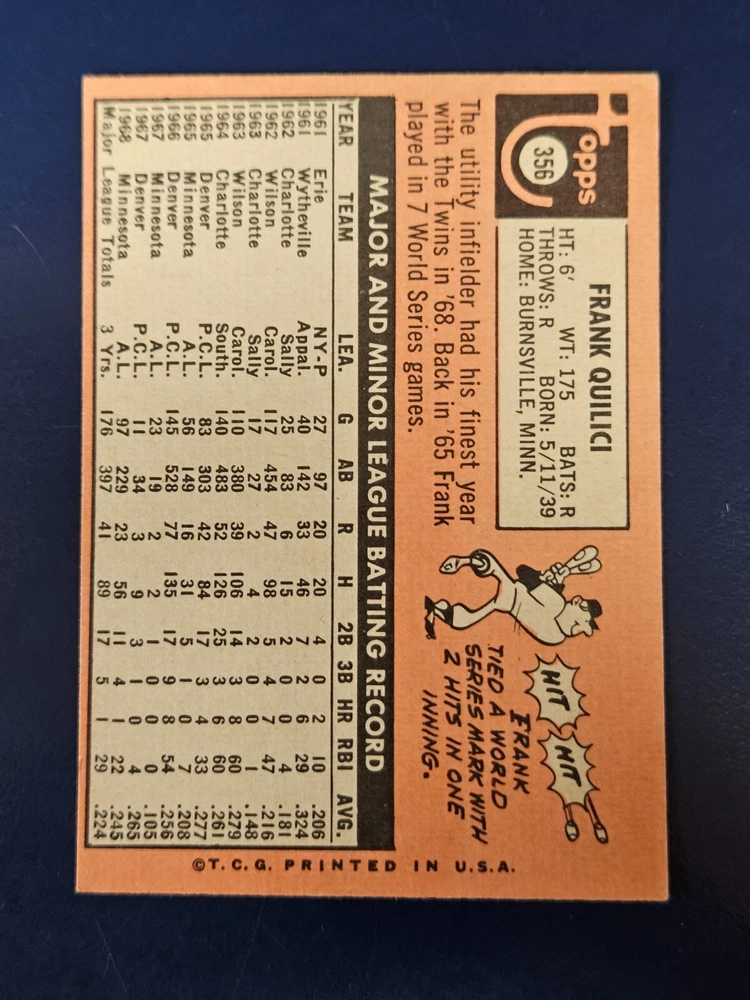 Topps
356
FRANK QUILICI
HT: 6' WT: 175 BATS: R
THROWS: R BORN: 5/11/39
HOME: BURNSVILLE, MINN.
The utility infielder had his finest year
with the Twins in '68. Back in '65 Frank
played in 7 World Series games.
HIT HIT
FRANK
TIED A WORLD
SERIES MARK WITH
2 HITS IN ONE
INNING.
MAJOR AND MINOR LEAGUE BATTING RECORD
YEAR TEAM LEA. G AB R H 2B 3B HR RBI AVG.
1961 Erie NY-P 27 97 20 20 4 0 2 10 .206
1961 Wytheville Appal. 40 142 33 46 7 2 6 29 .324
1962 Charlotte Sally 25 83 6 15 2 0 0 4 .181
1962 Wilson Carol. 117 454 47 98 5 4 7 47 .216
1963 Charlotte Sally 17 27 2 4 2 0 0 1 .148
1963 Wilson Carol. 110 380 39 106 14 3 8 60 .279
1964 Charlotte South. 140 483 52 126 25 3 6 60 .261
1965 Denver P.C.L. 83 303 42 84 17 3 4 33 .277
1965 Minnesota A.L. 56 149 16 31 5 1 0 7 .208
1966 Denver P.C.L. 145 528 77 135 17 9 8 54 .256
1967 Minnesota A.L. 23 19 2 2 1 0 0 0 .105
1967 Denver P.C.L. 11 34 3 9 3 1 0 4 .265
1968 Minnesota A.L. 97 229 23 56 11 4 1 22 .245
Major League Totals 3 Yrs. 176 397 41 89 17 5 1 29 .224
©T.C.G. PRINTED IN U.S.A.